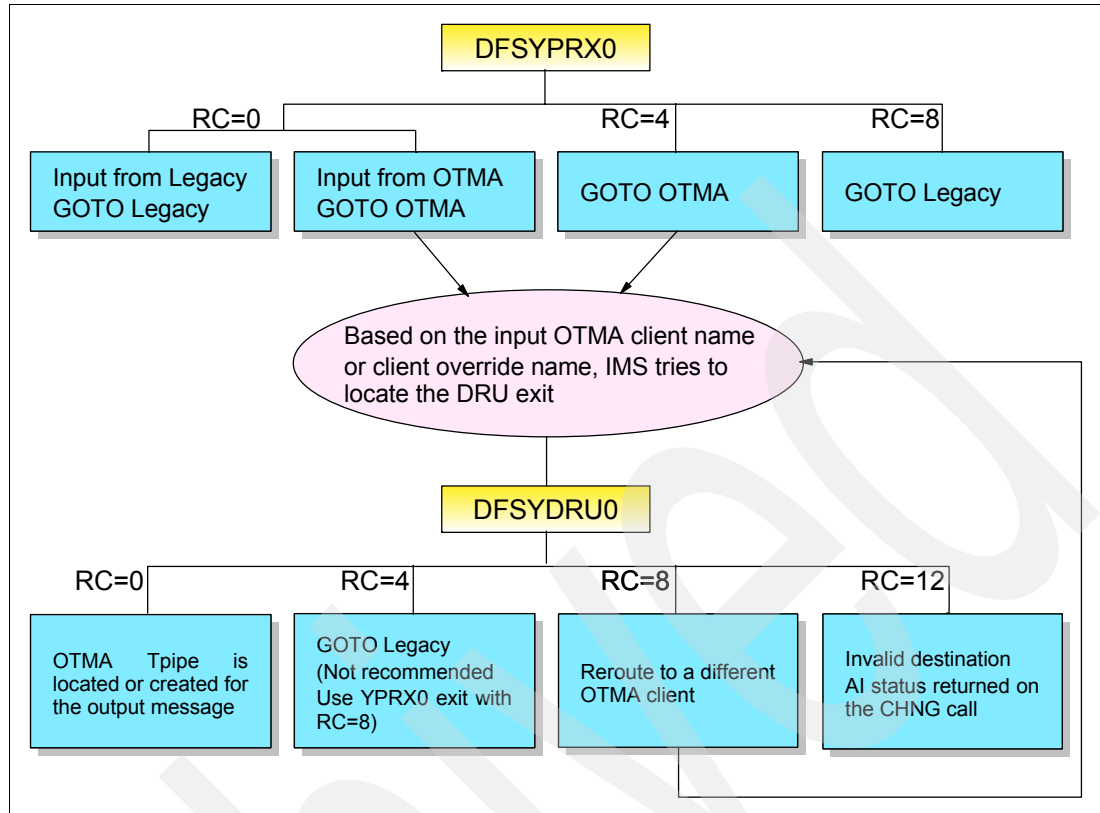 DFSYPRX0
RC=0
RC=4
RC=8
Input from Legacy
GOTO Legacy
Input from OTMA
GOTO OTMA
GOTO OTMA
GOTO Legacy
Based on the input OTMA client name
or client override name, IMS tries to
locate the DRU exit
DFSYDRU0
RC=0
RC=4
RC=8
RC=12
OTMA Tpipe is
located or created for
the output message
GOTO Legacy
(Not recommended
Use YPRX0 exit with
RC=8)
Reroute to a different
OTMA client
Invalid destination
AI status returned on
the CHNG call